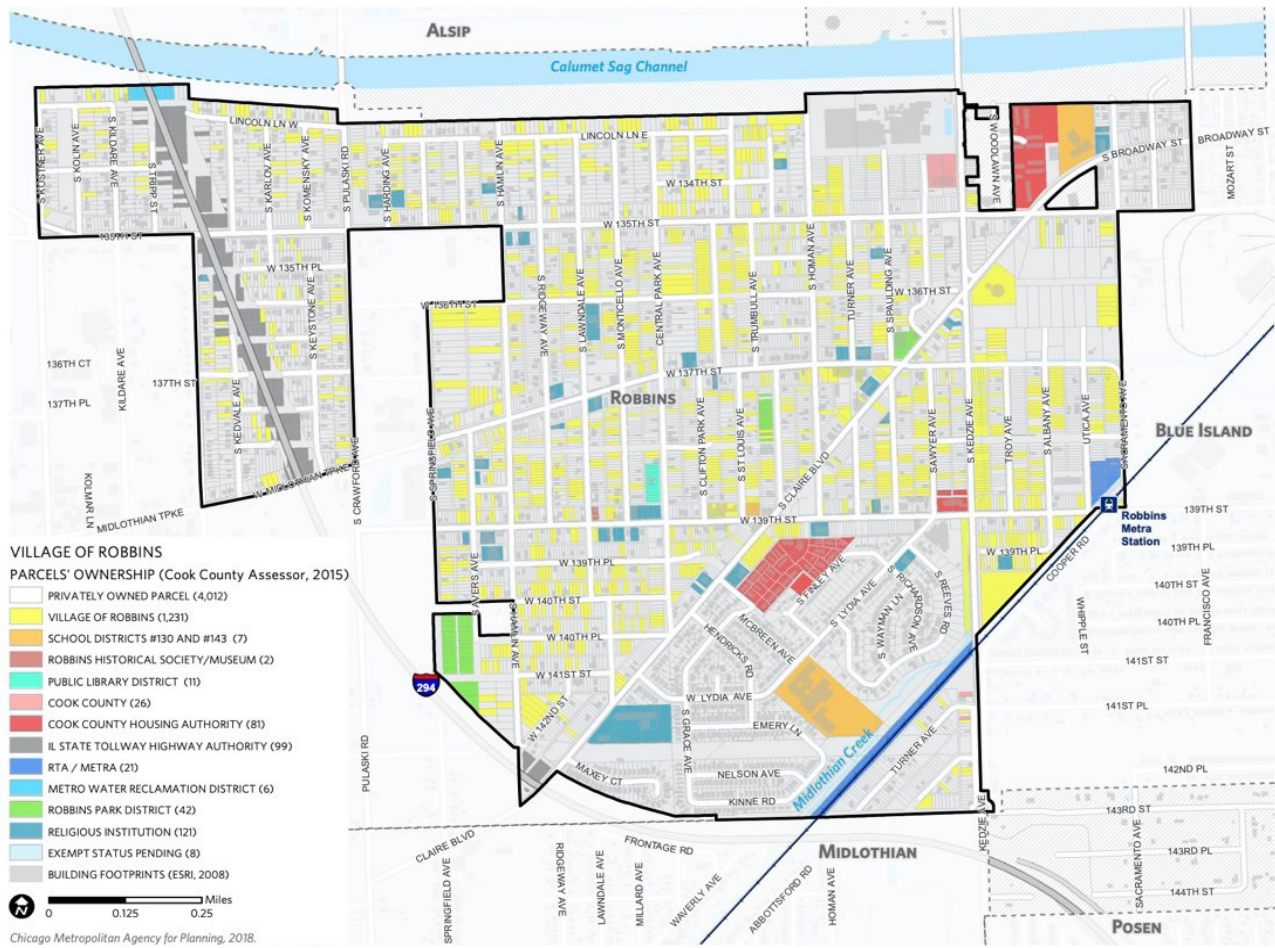 ALSIP
Calumet Sag Channel
S KOSTNER AVE
S KOLIN AVE
S KILDARE AVE
S TRIPP ST
LINCOLN LN W
S KARLOV AVE
S KOMENSKY AVE
S PULASKI RD
S HARDING AVE
S HAMLIN AVE
LINCOLN LN E
W 134TH ST
S WOODLAWN AVE
S BROADWAY ST
BROADWAY ST
MOZART ST
135TH ST
W 135TH ST
W 135TH PL
S KEYSTONE AVE
W 136TH ST
S RIDGEWAY AVE
S LAWNDALE AVE
S MONTICELLO AVE
CENTRAL PARK AVE
S TRUMBULL AVE
S HOMAN AVE
TURNER AVE
S SPAULDING AVE
W 136TH ST
136TH CT
KILDARE AVE
137TH ST
137TH PL
S KEDVALE AVE
W 137TH ST
ROBBINS
S SPRINGFIELD AVE
S CLIFTON PARK AVE
S ST LOUIS AVE
S CLAIRE BLVD
SAWYER AVE
S KEDZIE AVE
TROY AVE
S ALBANY AVE
UTICA AVE
SACRAMENTO AVE
BLUE ISLAND
KOLMAR LN
MIDLOTHIAN TPKE
W MIDLOTHIAN TPKE
S CRAWFORD AVE
W 139TH ST
Robbins
Metra
Station
139TH ST
W 139TH PL
W 139TH PL
COOPER RD
139TH PL
140TH ST
140TH PL
WHIPPLE ST
FRANCISCO AVE
S AVERS AVE
W 140TH ST
S HAMLIN AVE
W 140TH PL
S FINLEY AVE
S LYDIA AVE
S RICHARDSON AVE
S REEVES RD
S WAYMAN LN
MCBREEN AVE
HENDRICKS RD
141ST ST
W 141ST ST
294
W 142ND ST
W LYDIA AVE
EMERY LN
S GRACE AVE
141ST PL
TURNER AVE
Midlothian Creek
PULASKI RD
MAXEY CT
NELSON AVE
KINNE RD
142ND PL
143RD ST
KEDZIE AVE
CLAIRE BLVD
FRONTAGE RD
MIDLOTHIAN
SACRAMENTO AVE
143RD PL
144TH ST
SPRINGFIELD AVE
RIDGEWAY AVE
LAWNDALE AVE
MILLARD AVE
WAVERLY AVE
ABBOTTSFORD RD
HOMAN AVE
POSEN
VILLAGE OF ROBBINS
PARCELS' OWNERSHIP (Cook County Assessor, 2015)
PRIVATELY OWNED PARCEL (4,012)
VILLAGE OF ROBBINS (1,231)
SCHOOL DISTRICTS #130 AND #143 (7)
ROBBINS HISTORICAL SOCIETY/MUSEUM (2)
PUBLIC LIBRARY DISTRICT (11)
COOK COUNTY (26)
COOK COUNTY HOUSING AUTHORITY (81)
IL STATE TOLLWAY HIGHWAY AUTHORITY (99)
RTA / METRA (21)
METRO WATER RECLAMATION DISTRICT (6)
ROBBINS PARK DISTRICT (42)
RELIGIOUS INSTITUTION (121)
EXEMPT STATUS PENDING (8)
BUILDING FOOTPRINTS (ESRI, 2008)
N
Miles
0 0.125 0.25
Chicago Metropolitan Agency for Planning, 2018.